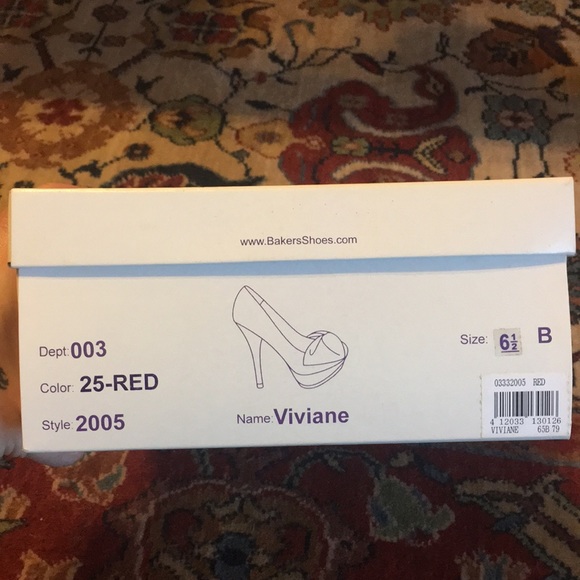 www.BakersShoes.com
Dept: 003
Size: 6½ B
Color: 25-RED
03332005 RED
4 12033 130126
VIVIANE 65B 79
Style: 2005
Name: Viviane